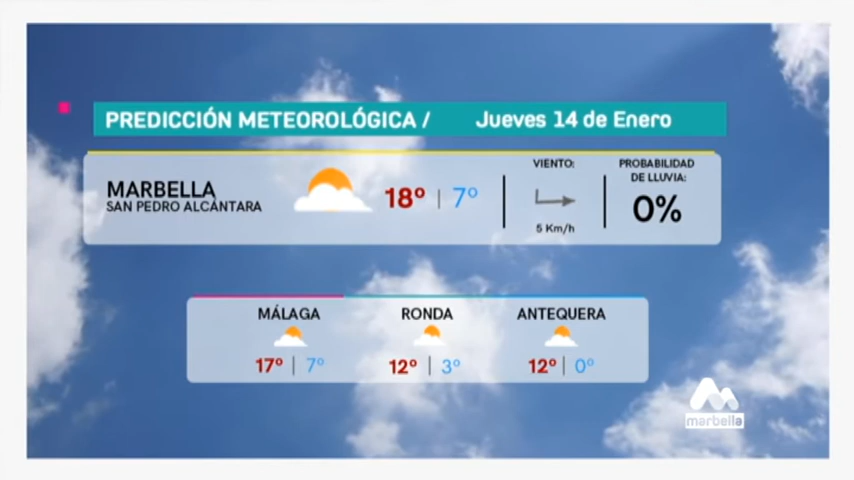 PREDICCIÓN METEOROLÓGICA / Jueves 14 de Enero
MARBELLA
SAN PEDRO ALCÁNTARA
18º | 7º
VIENTO:
5 Km/h
PROBABILIDAD
DE LLUVIA:
0%
MÁLAGA
17º | 7º
RONDA
12º | 3º
ANTEQUERA
12º | 0º
marbella